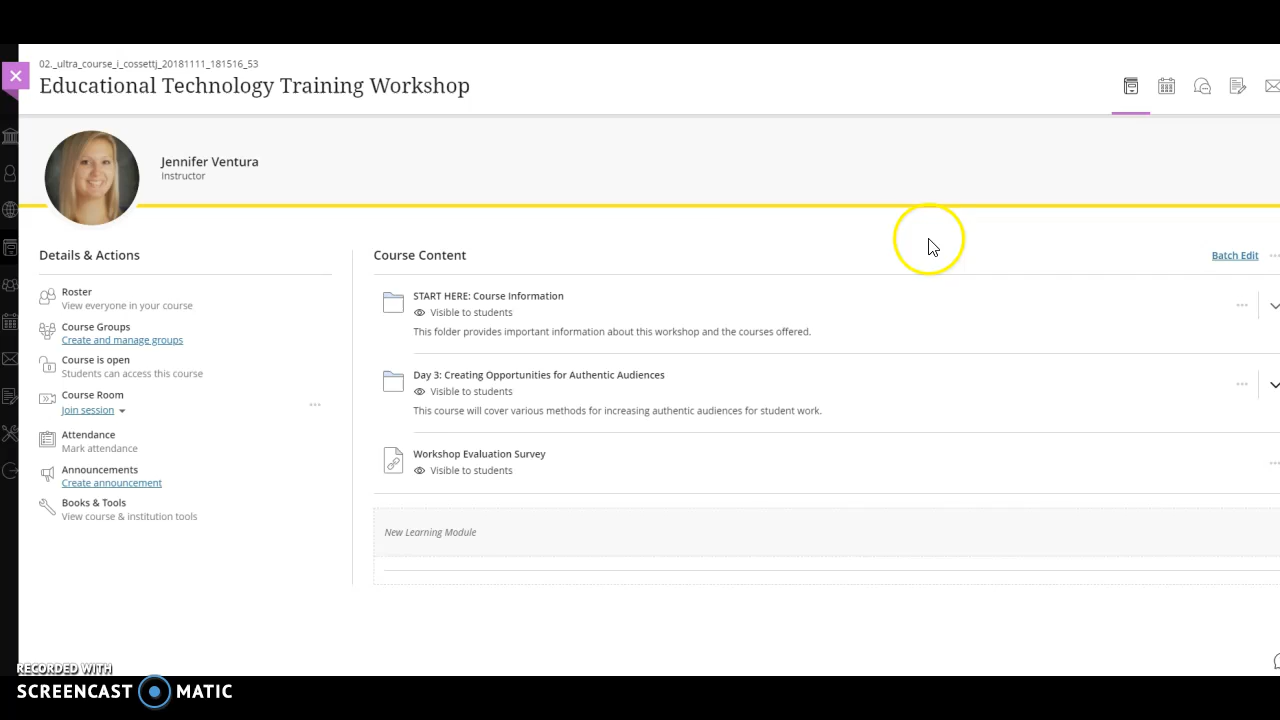 02._ultra_course_i_cossettj_20181111_181516_53
Educational Technology Training Workshop
Jennifer Ventura
Instructor
Details & Actions
Roster
View everyone in your course
Course Groups
Create and manage groups
Course is open
Students can access this course
Course Room
Join session
Attendance
Mark attendance
Announcements
Create announcement
Books & Tools
View course & institution tools
Course Content
Batch Edit
START HERE: Course Information
Visible to students
This folder provides important information about this workshop and the courses offered.
Day 3: Creating Opportunities for Authentic Audiences
Visible to students
This course will cover various methods for increasing authentic audiences for student work.
Workshop Evaluation Survey
Visible to students
New Learning Module
RECORDED WITH
SCREENCAST MATIC